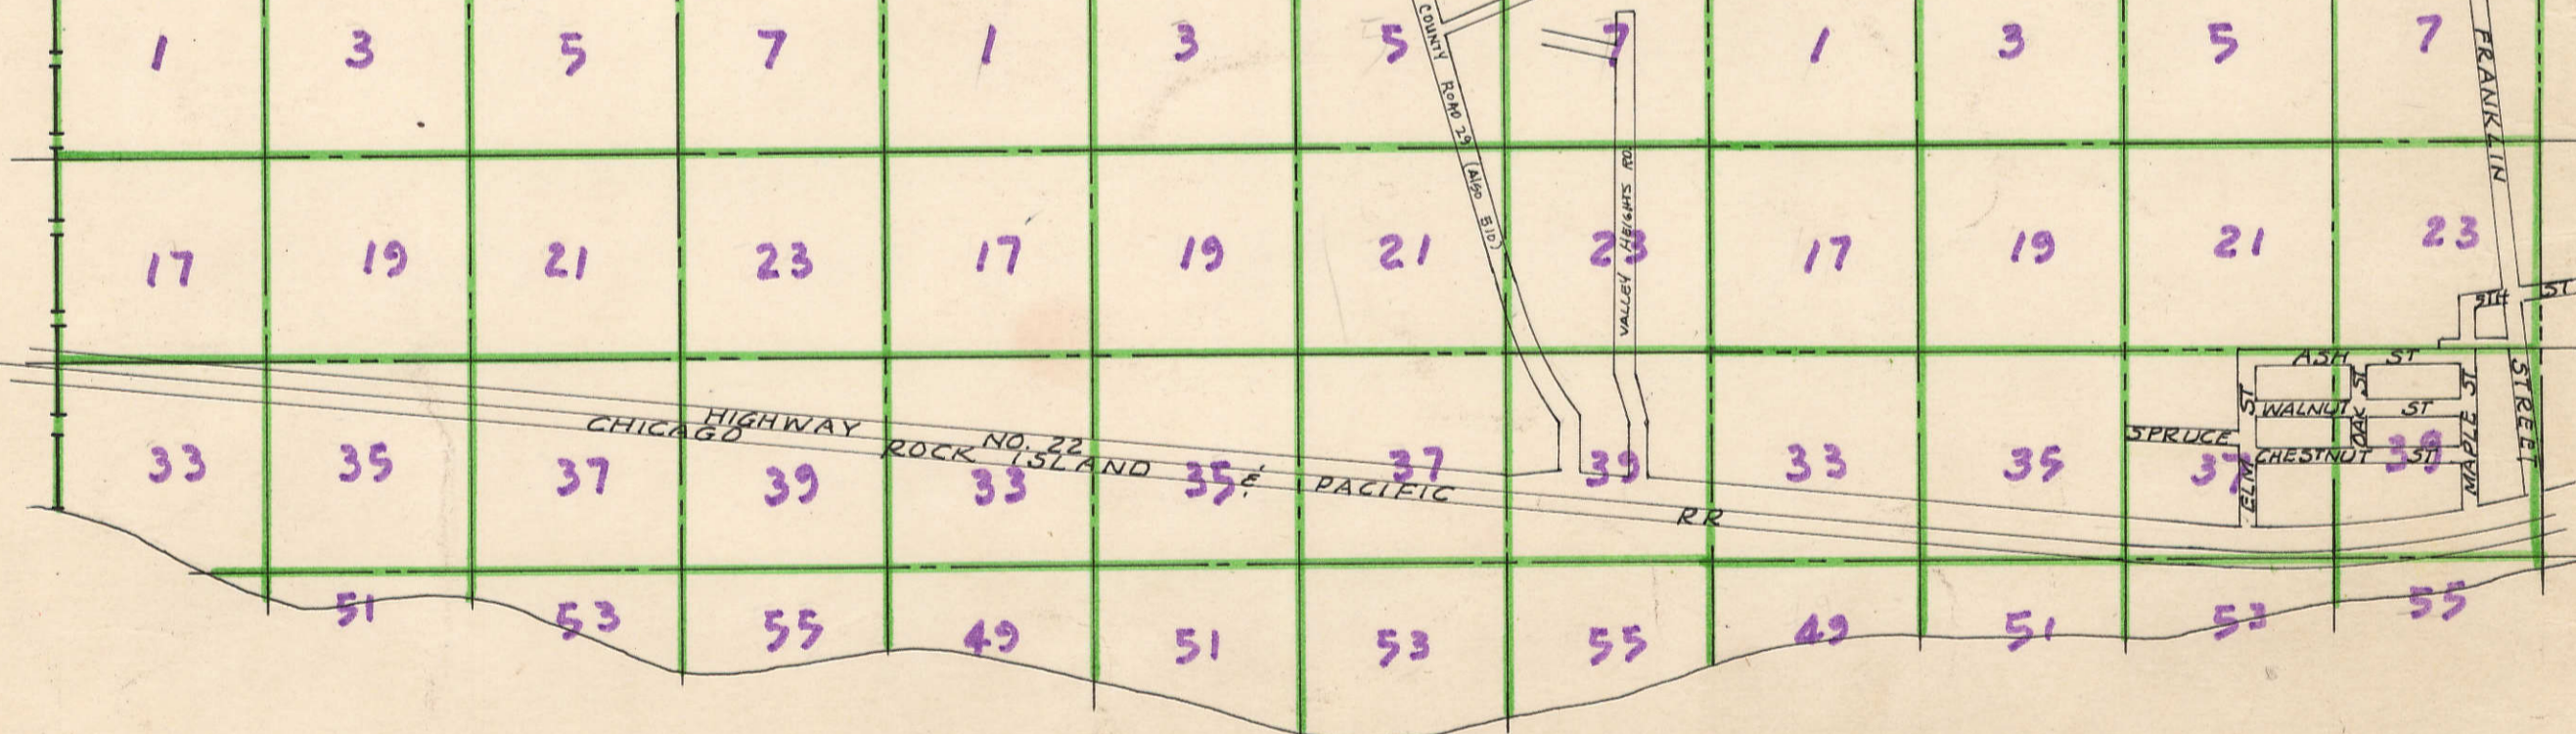 1 3 5 7 1 3 5 7 1 3 5 7
COUNTY ROAD 29 (Also 510)
VALLEY HEIGHTS RD.
FRANKLIN STREET
17 19 21 23 17 19 21 23 17 19 21 23
5TH ST
ASH ST
WALNUT ST
SPRUCE
CHESTNUT ST
ELM ST
OAK ST
MAPLE ST
HIGHWAY NO. 22
CHICAGO ROCK ISLAND & PACIFIC RR
33 35 37 39 33 35 37 39 33 35 37 39
51 53 55 49 51 53 55 49 51 53 55